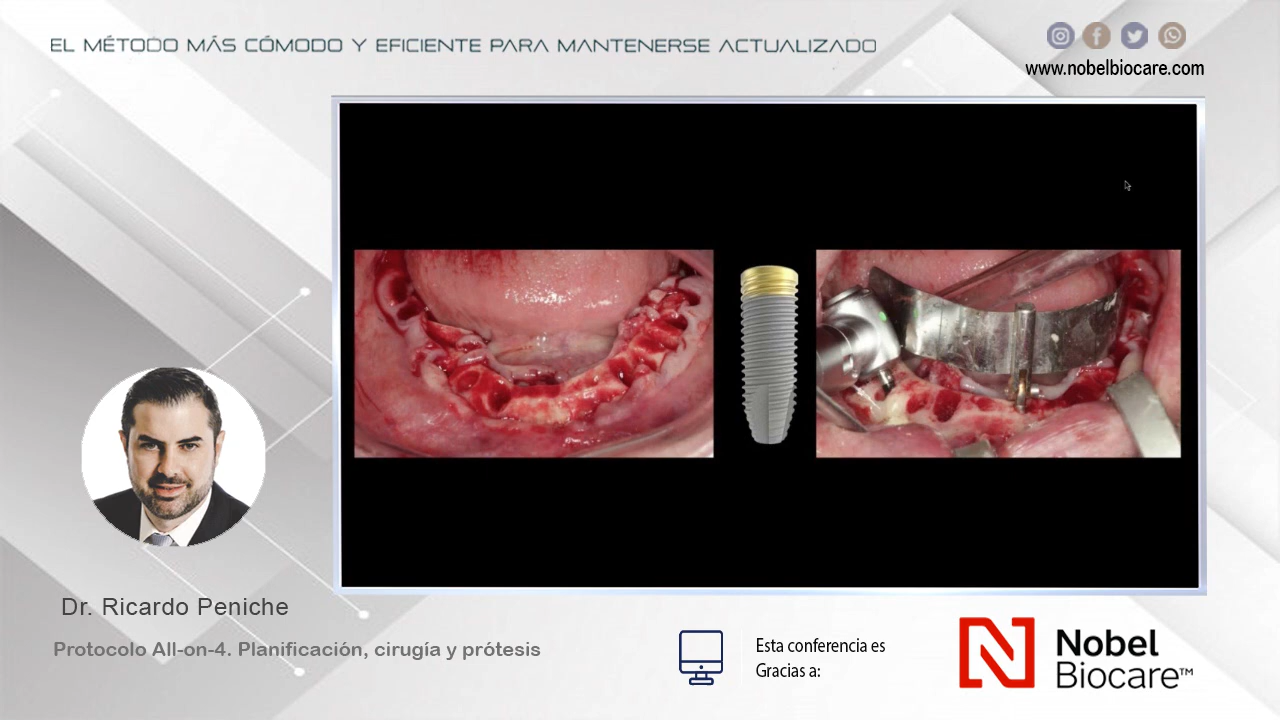 EL MÉTODO MÁS CÓMODO Y EFICIENTE PARA MANTENERSE ACTUALIZADO
www.nobelbiocare.com
Dr. Ricardo Peniche
Protocolo All-on-4. Planificación, cirugía y prótesis
Esta conferencia es
Gracias a:
Nobel
Biocare™